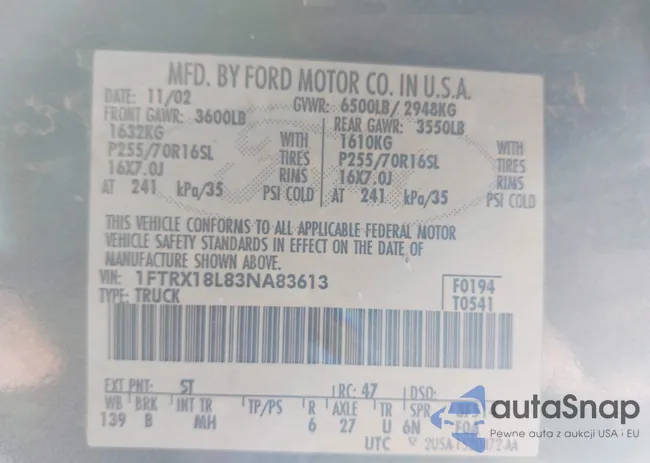 MFD. BY FORD MOTOR CO. IN U.S.A.
DATE: 11/02 GVWR: 6500LB/ 2948KG
FRONT GAWR: 3600LB REAR GAWR: 3550LB
1632KG WITH 1610KG WITH
P255/70R16SL TIRES P255/70R16SL TIRES
16X7.0J RIMS 16X7.0J RIMS
AT 241 kPa/35 PSI COLD AT 241 kPa/35 PSI COLD
THIS VEHICLE CONFORMS TO ALL APPLICABLE FEDERAL MOTOR
VEHICLE SAFETY STANDARDS IN EFFECT ON THE DATE OF
MANUFACTURE SHOWN ABOVE.
VIN: 1FTRX18L83NA83613 F0194
TYPE: TRUCK T0541
EXT PNT: ST RC: 47 DSO:
WB BRK INT TR TP/PS R AXLE TR SPR
139 B MH 6 27 U 6N
UTC
autaSnap
Pewne auta z aukcji USA i EU